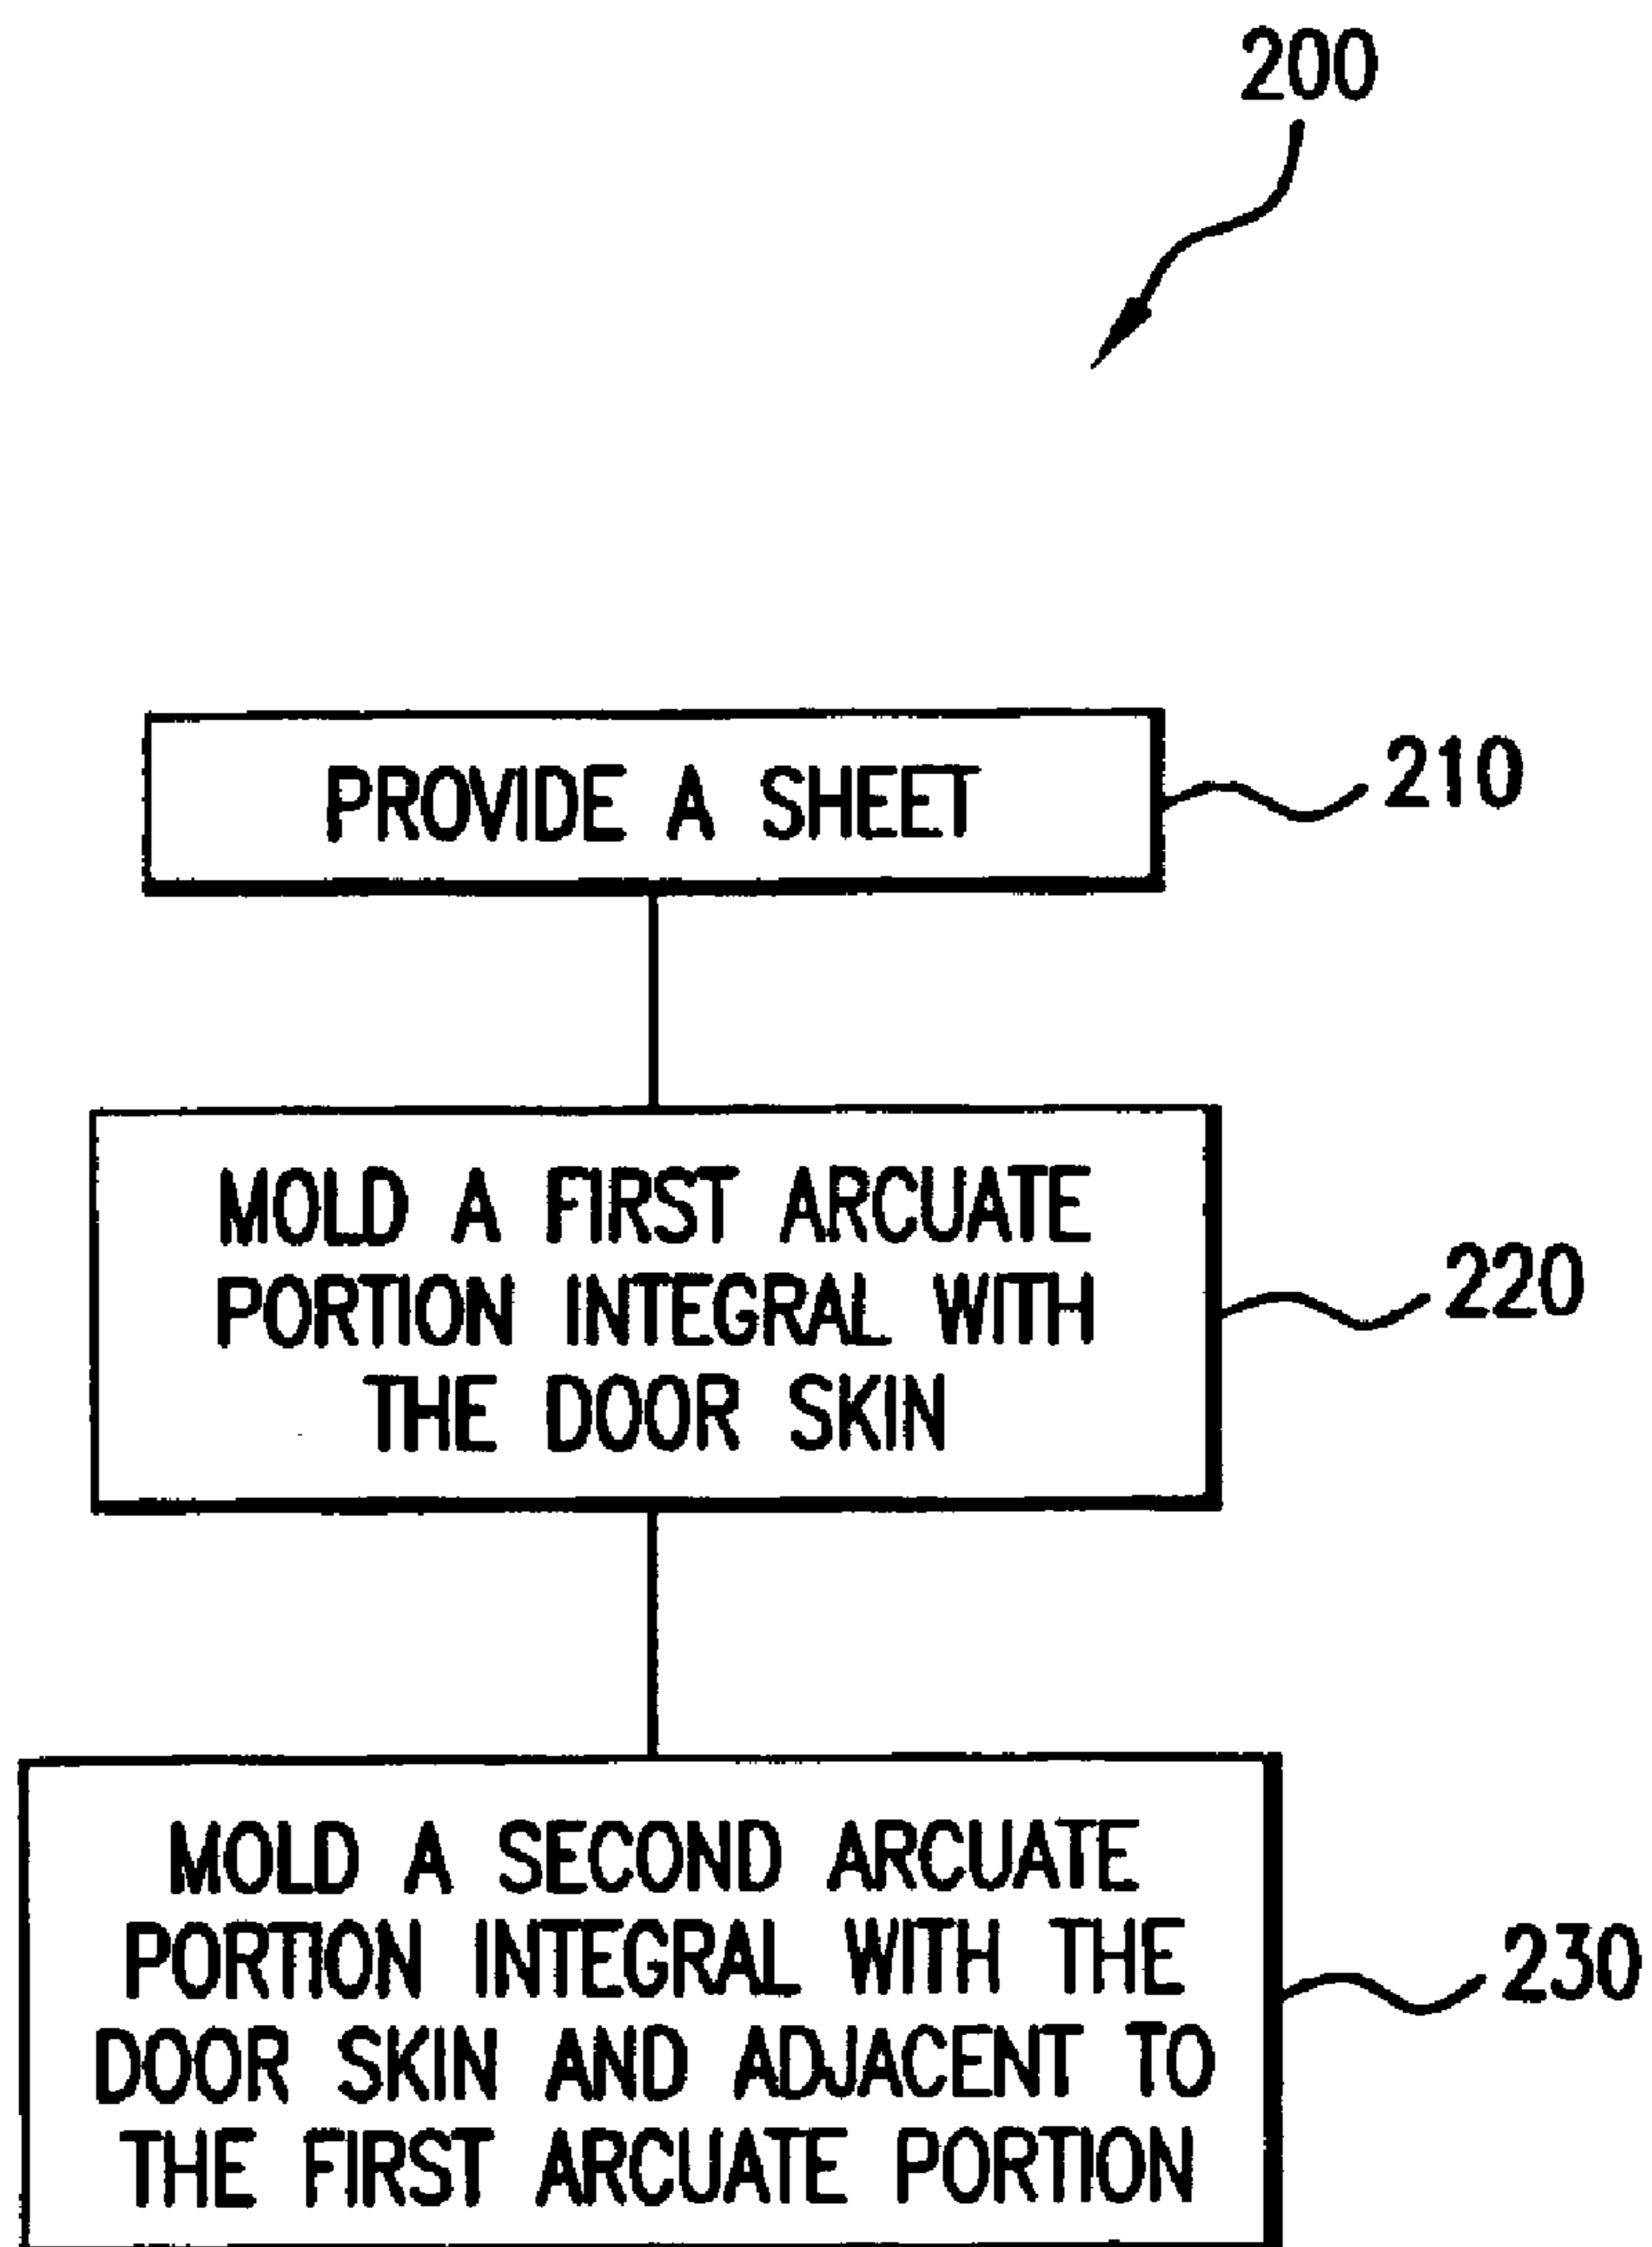 200
PROVIDE A SHEET
210
MOLD A FIRST ARCUATE
PORTION INTEGRAL WITH
THE DOOR SKIN
220
MOLD A SECOND ARCUATE
PORTION INTEGRAL WITH THE
DOOR SKIN AND ADJACENT TO
THE FIRST ARCUATE PORTION
230